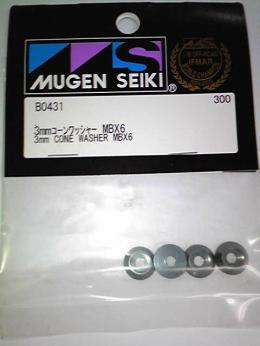 MUGEN SEIKI®
IFMAR
B0431
300
3mmコーンワッシャー MBX6
3mm CONE WASHER MBX6